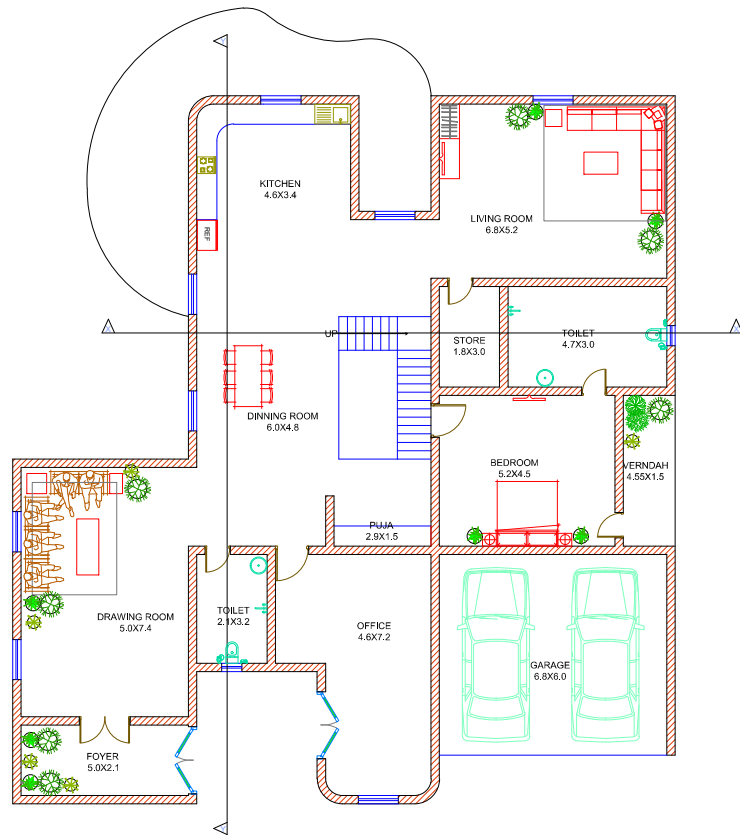 KITCHEN
4.6X3.4
LIVING ROOM
6.8X5.2
REF
UP
STORE
1.8X3.0
TOILET
4.7X3.0
DINNING ROOM
6.0X4.8
BEDROOM
5.2X4.5
VERNDAH
4.55X1.5
PUJA
2.9X1.5
DRAWING ROOM
5.0X7.4
TOILET
2.1X3.2
OFFICE
4.6X7.2
GARAGE
6.8X6.0
FOYER
5.0X2.1